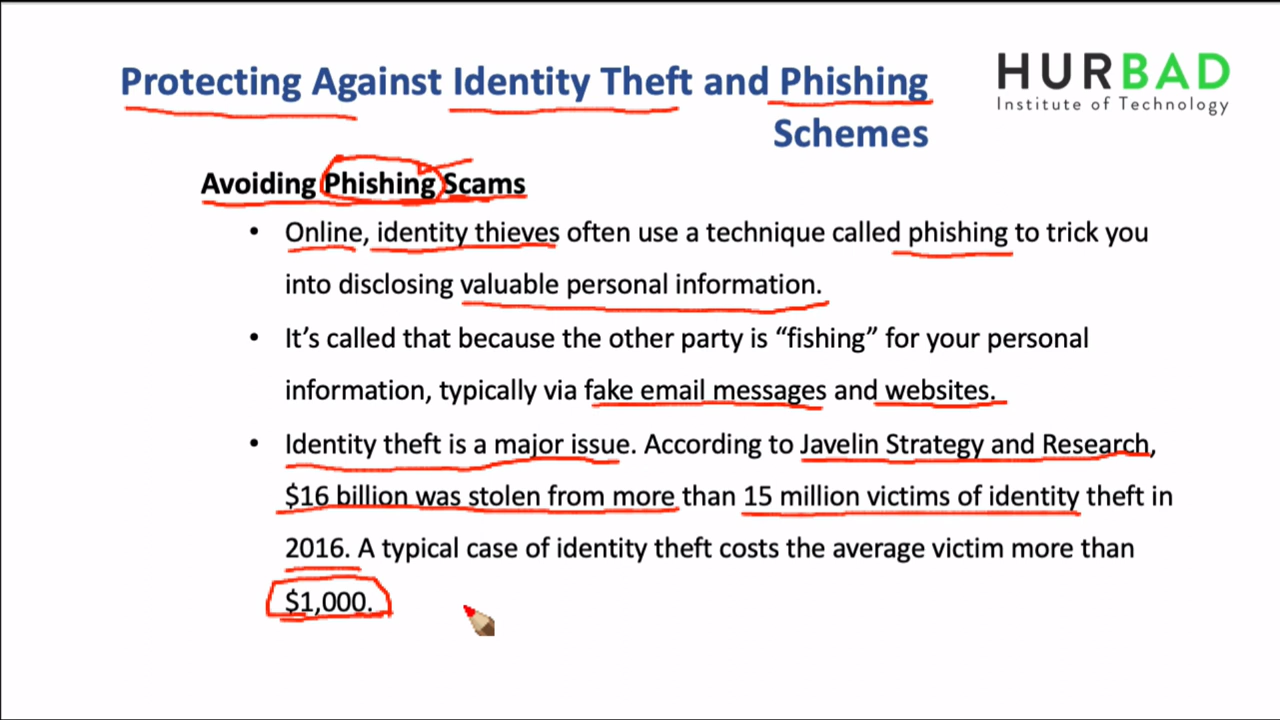 Protecting Against Identity Theft and Phishing
Schemes
HURBAD
Institute of Technology
Avoiding Phishing Scams
• Online, identity thieves often use a technique called phishing to trick you
into disclosing valuable personal information.
• It’s called that because the other party is “fishing” for your personal
information, typically via fake email messages and websites.
• Identity theft is a major issue. According to Javelin Strategy and Research,
$16 billion was stolen from more than 15 million victims of identity theft in
2016. A typical case of identity theft costs the average victim more than
$1,000.